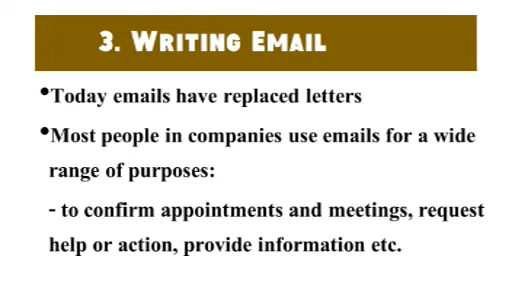 3. WRITING EMAIL
•Today emails have replaced letters
•Most people in companies use emails for a wide
range of purposes:
- to confirm appointments and meetings, request
help or action, provide information etc.